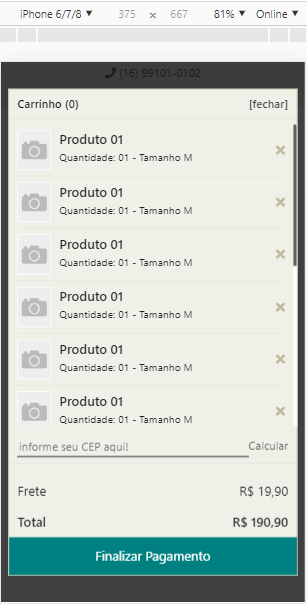 iPhone 6/7/8 ▼ 375 x 667 81% ▼ Online ▼
(16) 99101-0102
Carrinho (0) [fechar]
Produto 01
Quantidade: 01 - Tamanho M
×
Produto 01
Quantidade: 01 - Tamanho M
×
Produto 01
Quantidade: 01 - Tamanho M
×
Produto 01
Quantidade: 01 - Tamanho M
×
Produto 01
Quantidade: 01 - Tamanho M
×
Produto 01
Quantidade: 01 - Tamanho M
×
informe seu CEP aqui! Calcular
Frete R$ 19,90
Total R$ 190,90
Finalizar Pagamento